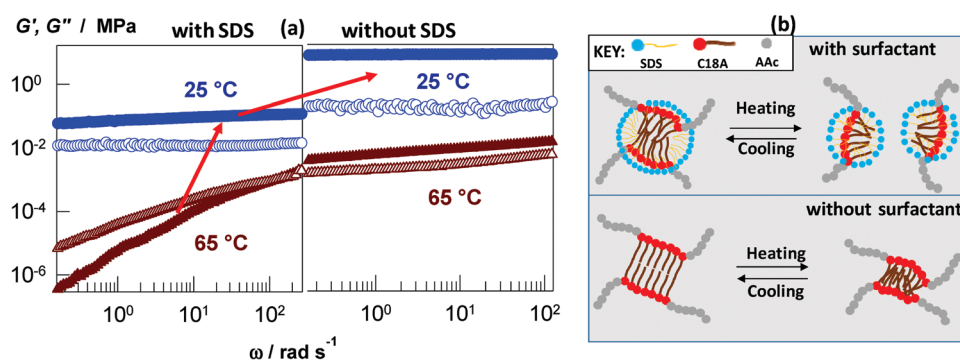 G′, G″ / MPa
with SDS
(a)
without SDS
10⁰
10⁻²
10⁻⁴
10⁻⁶
25 °C
25 °C
65 °C
65 °C
10⁰
10¹
10²
10⁰
10¹
10²
ω / rad s⁻¹
(b)
KEY:
SDS
C18A
AAc
with surfactant
Heating
Cooling
without surfactant
Heating
Cooling